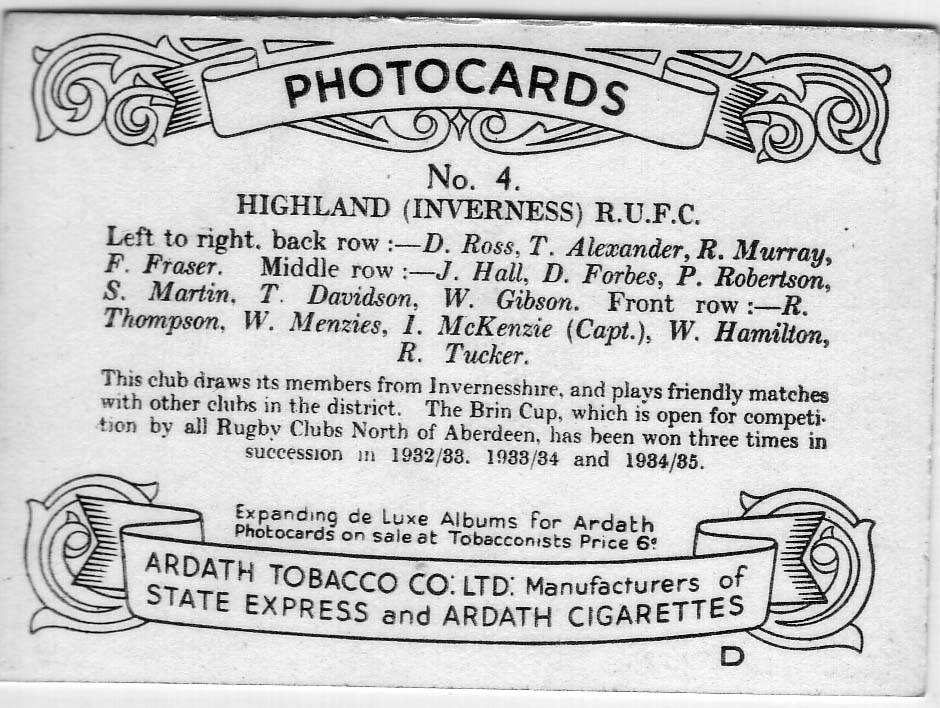 PHOTOCARDS
No. 4.
HIGHLAND (INVERNESS) R.U.F.C.
Left to right. back row :—D. Ross, T. Alexander, R. Murray,
F. Fraser. Middle row :—J. Hall, D. Forbes, P. Robertson,
S. Martin, T. Davidson, W. Gibson. Front row :—R.
Thompson, W. Menzies, I. McKenzie (Capt.), W. Hamilton,
R. Tucker.
This club draws its members from Invernesshire, and plays friendly matches
with other clubs in the district. The Brin Cup, which is open for competi-
tion by all Rugby Clubs North of Aberdeen, has been won three times in
succession in 1932/33. 1933/34 and 1934/35.
Expanding de Luxe Albums for Ardath
Photocards on sale at Tobacconists Price 6ᵈ
ARDATH TOBACCO CO: LTD: Manufacturers of
STATE EXPRESS and ARDATH CIGARETTES
D